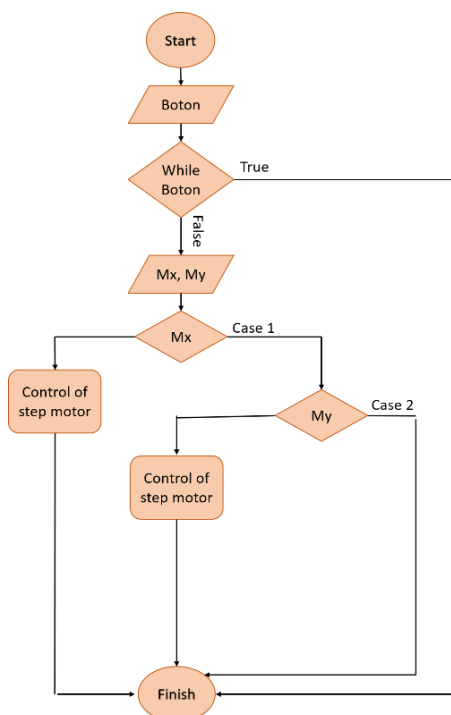 Start
Boton
While
Boton
True
False
Mx, My
Mx
Case 1
Control of
step motor
My
Case 2
Control of
step motor
Finish